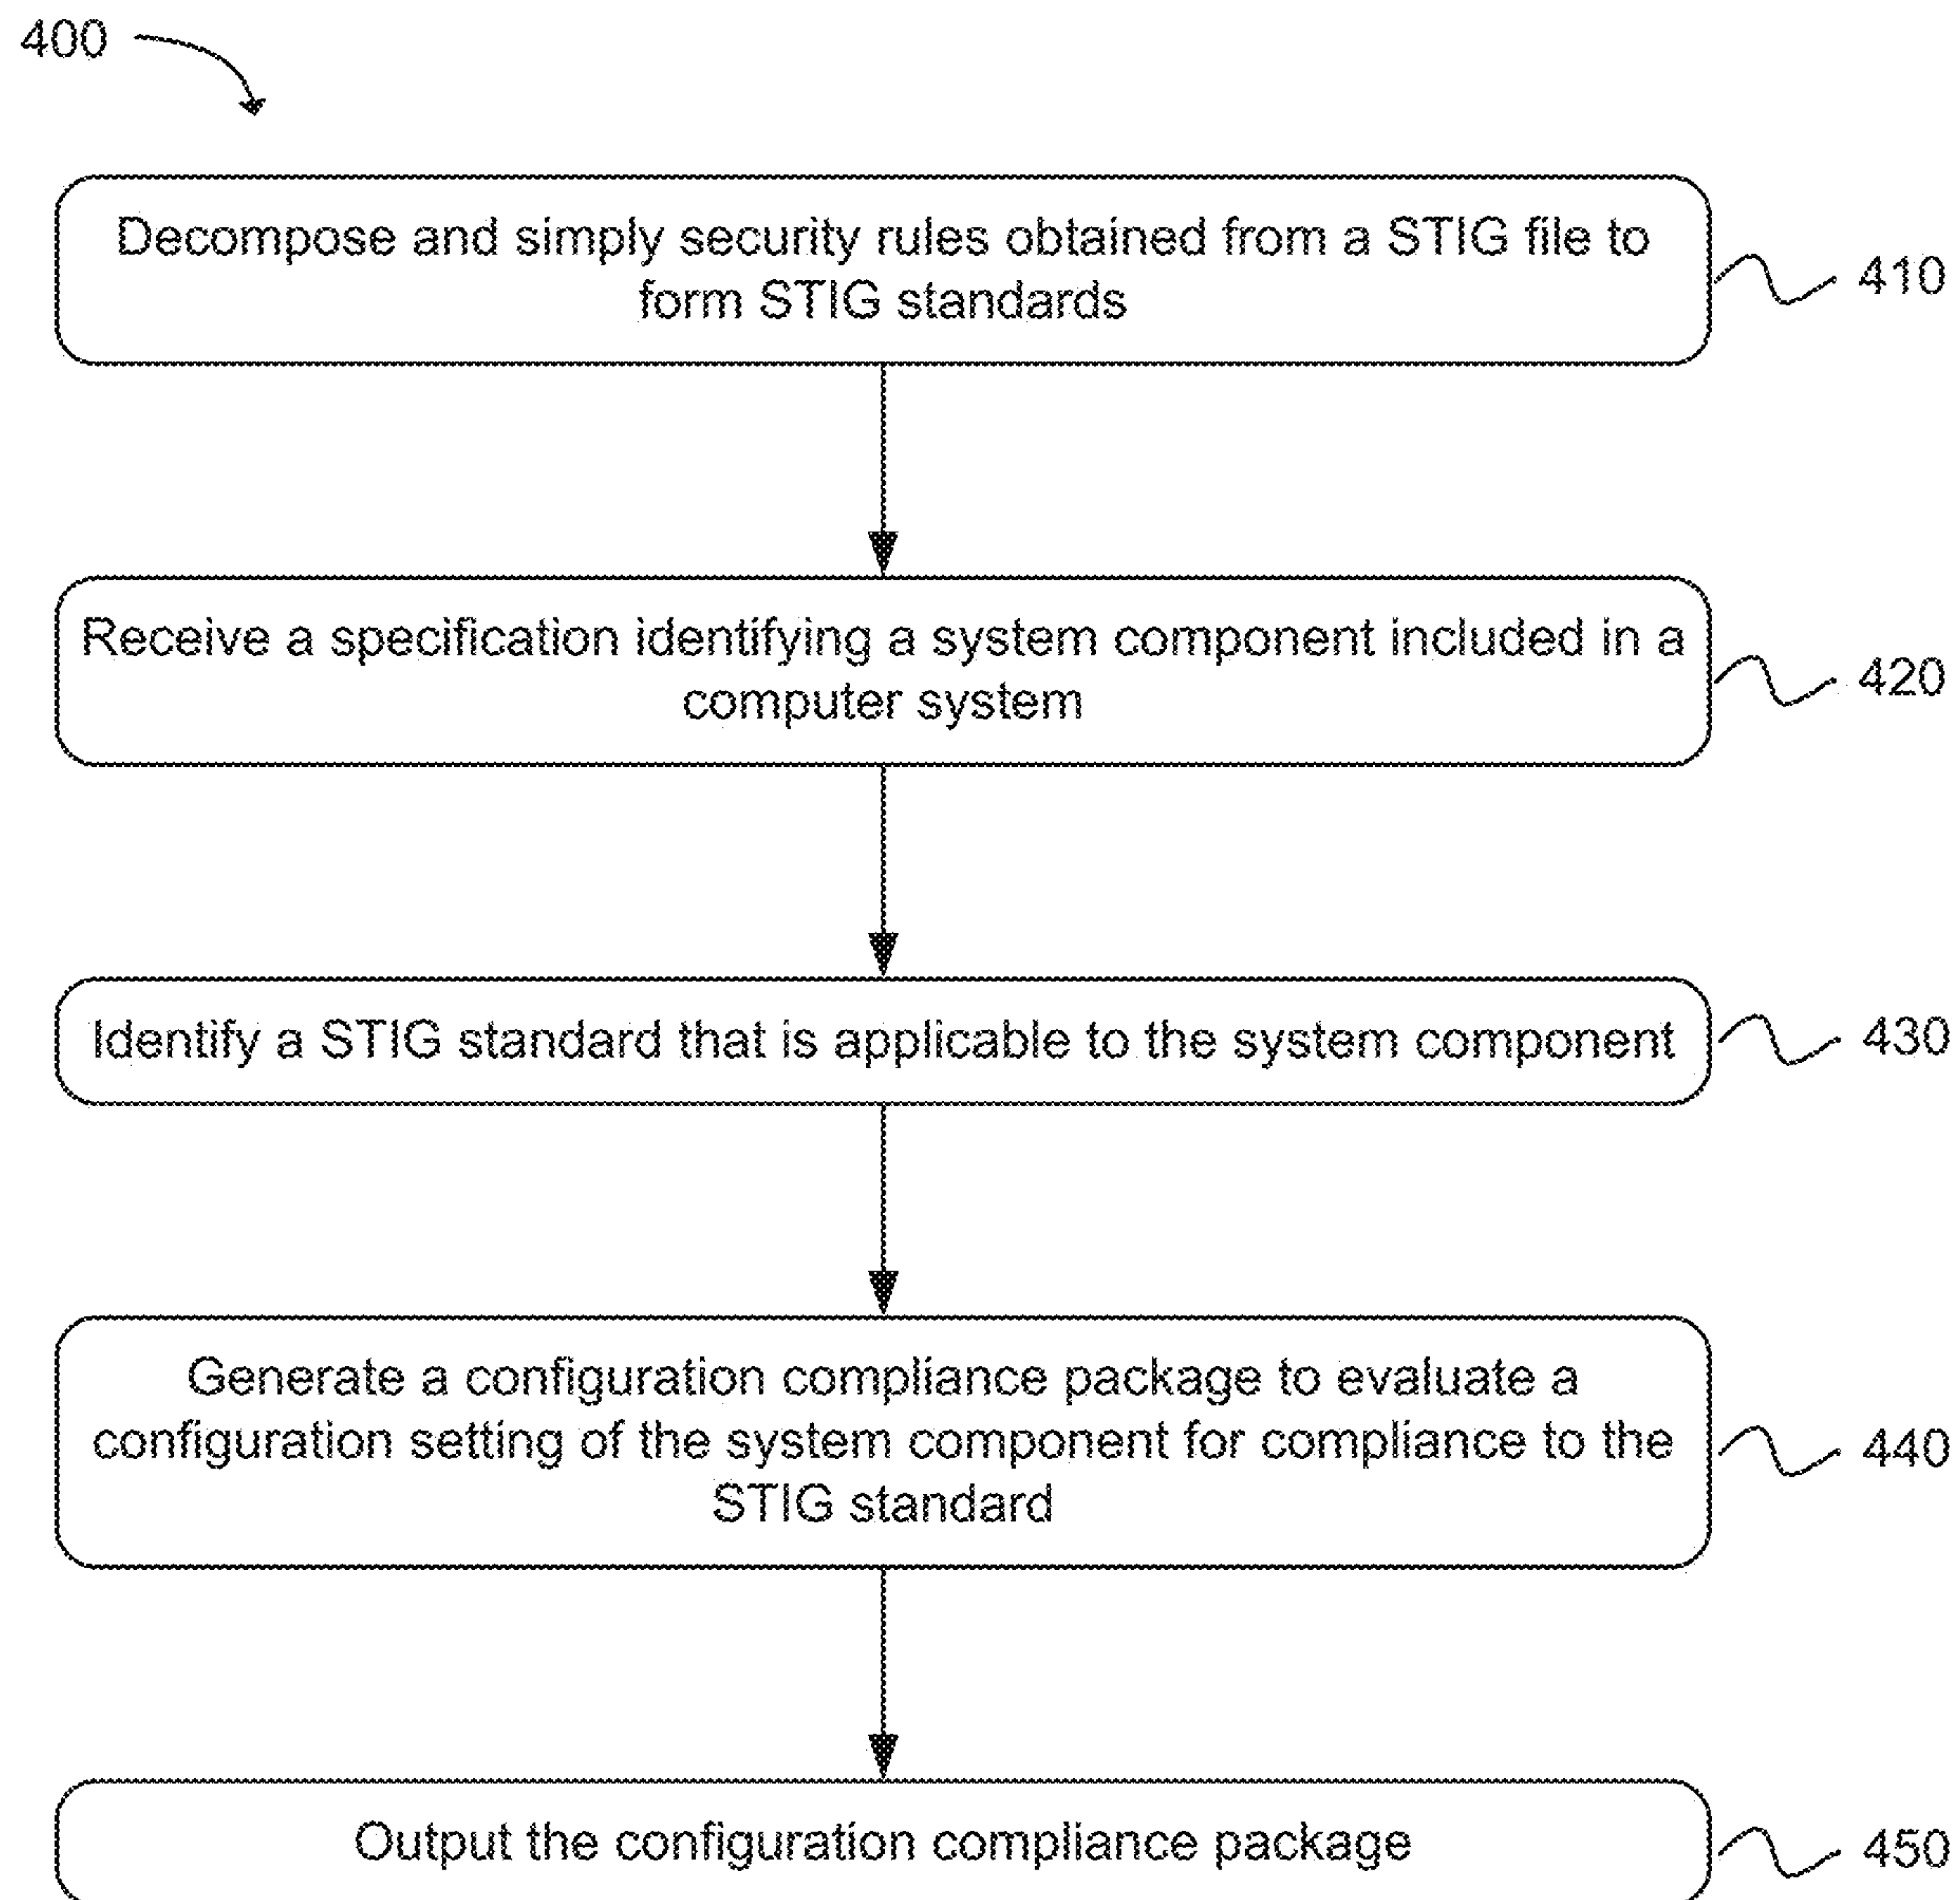 400
Decompose and simply security rules obtained from a STIG file to
form STIG standards
410
Receive a specification identifying a system component included in a
computer system
420
Identify a STIG standard that is applicable to the system component
430
Generate a configuration compliance package to evaluate a
configuration setting of the system component for compliance to the
STIG standard
440
Output the configuration compliance package
450